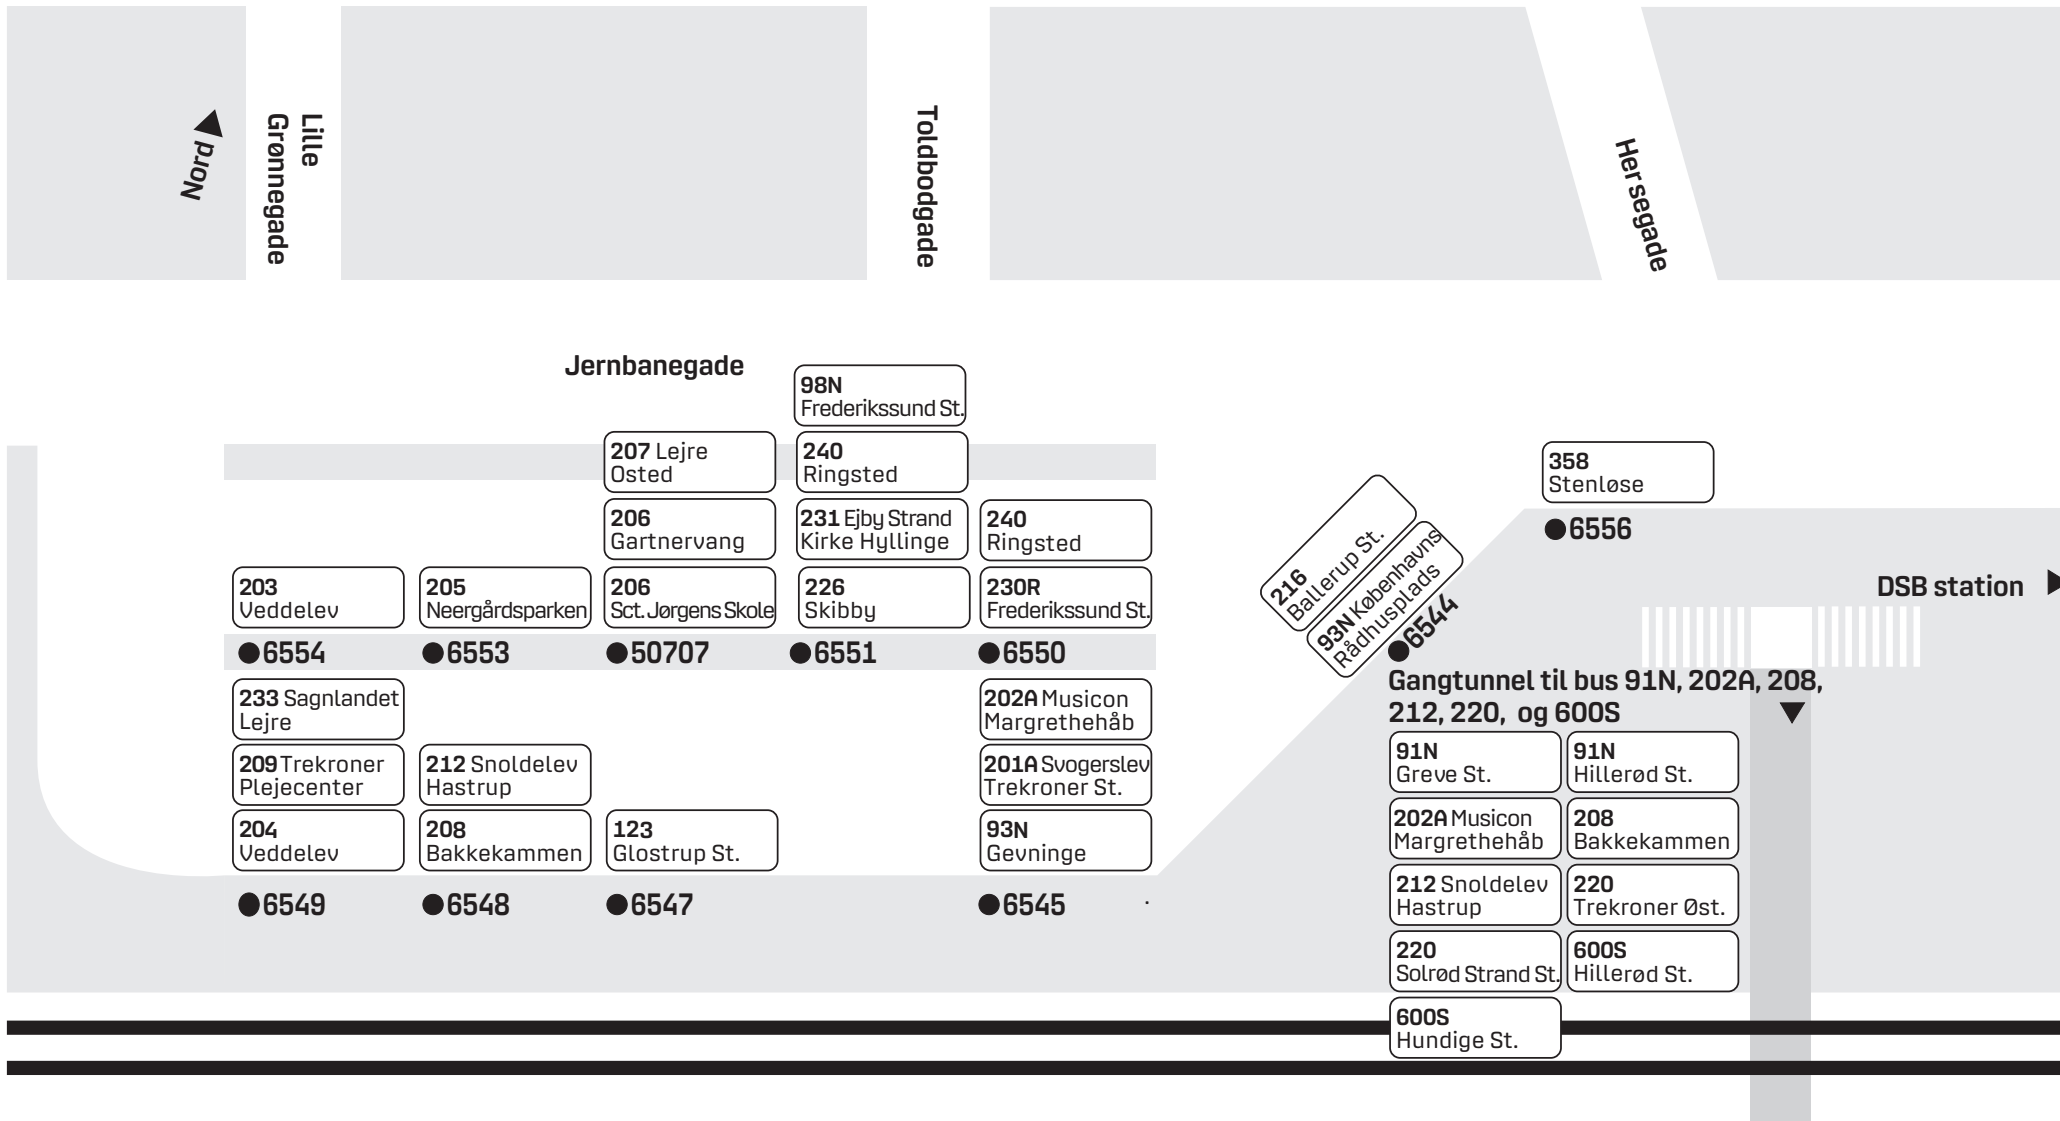 Nord
Lille
Grønnegade
Toldbodgade
Hersegade
Jernbanegade
98N
Frederikssund St.
207 Lejre
Osted
240
Ringsted
206
Gartnervang
231 Ejby Strand
Kirke Hyllinge
240
Ringsted
203
Veddelev
205
Neergårdsparken
206
Sct. Jørgens Skole
226
Skibby
230R
Frederikssund St.
6554
6553
50707
6551
6550
233 Sagnlandet
Lejre
202A Musicon
Margrethehåb
209 Trekroner
Plejecenter
212 Snoldelev
Hastrup
201A Svogerslev
Trekroner St.
204
Veddelev
208
Bakkekammen
123
Glostrup St.
93N
Gevninge
6549
6548
6547
6545
216
Ballerup St.
93N Københavns
Rådhusplads
6544
358
Stenløse
6556
DSB station
Gangtunnel til bus 91N, 202A, 208,
212, 220, og 600S
91N
Greve St.
91N
Hillerød St.
202A Musicon
Margrethehåb
208
Bakkekammen
212 Snoldelev
Hastrup
220
Trekroner Øst.
220
Solrød Strand St.
600S
Hillerød St.
600S
Hundige St.